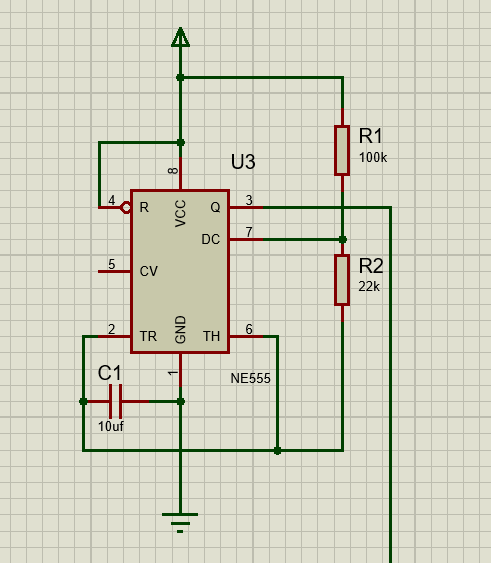 U3
R1
100k
8
4
R
VCC
Q
3
DC
7
5
CV
R2
22k
2
TR
GND
TH
6
1
NE555
C1
10uf